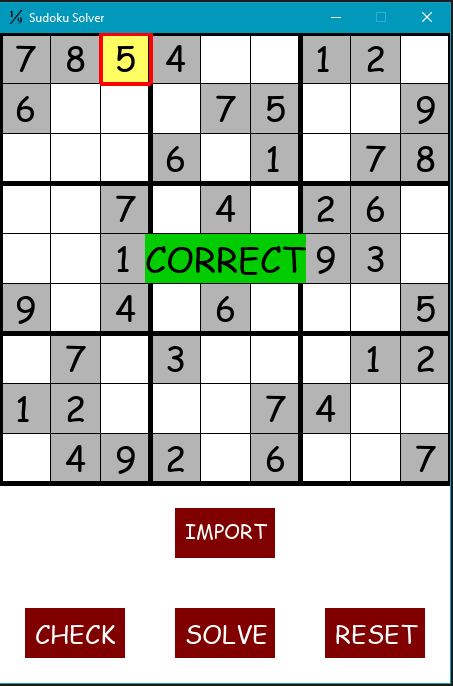 ⅑ Sudoku Solver
7 8 5 4 1 2
6 7 5 9
6 1 7 8
7 4 2 6
1 CORRECT 9 3
9 4 6 5
7 3 1 2
1 2 7 4
4 9 2 6 7
IMPORT
CHECK SOLVE RESET